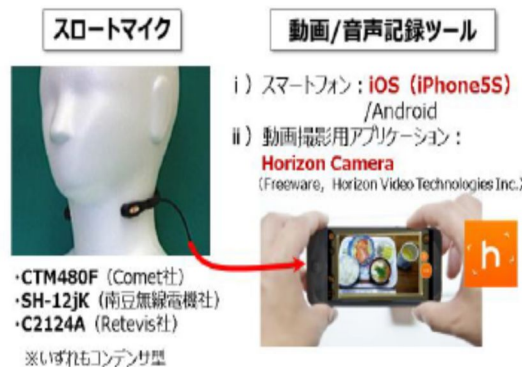 スロートマイク
動画/音声記録ツール
i ）スマートフォン：iOS（iPhone5S）
/Android
ii ）動画撮影用アプリケーション：
Horizon Camera
（Freeware, Horizon Video Technologies Inc.）
h
・CTM480F（Comet社）
・SH-12jK（南豆無線電機社）
・C2124A（Retevis社）
※いずれもコンデンサ型